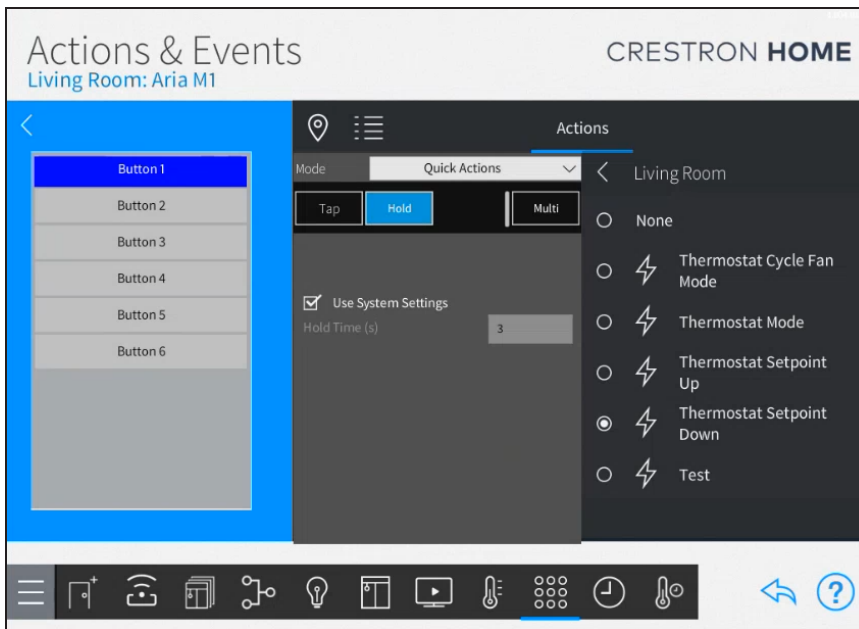 Actions & Events
CRESTRON HOME
Living Room: Aria M1
Actions
Button 1
Button 2
Button 3
Button 4
Button 5
Button 6
Mode
Quick Actions
Tap
Hold
Multi
Use System Settings
Hold Time (s)
3
Living Room
None
Thermostat Cycle Fan
Mode
Thermostat Mode
Thermostat Setpoint
Up
Thermostat Setpoint
Down
Test
?